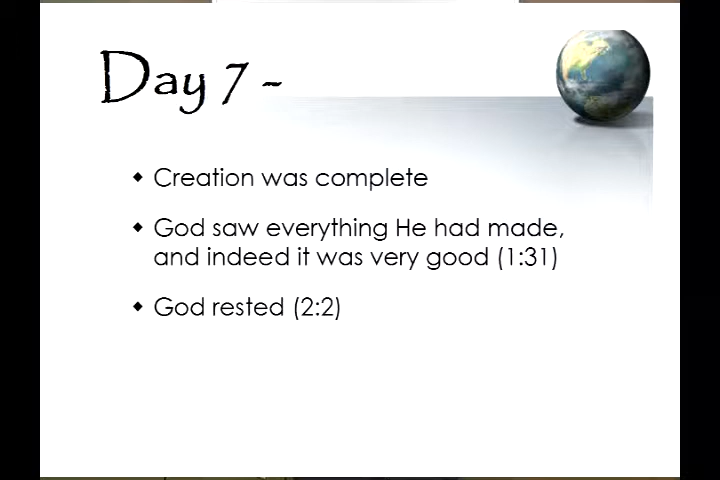 Day 7 -
Creation was complete
God saw everything He had made,
and indeed it was very good (1:31)
God rested (2:2)